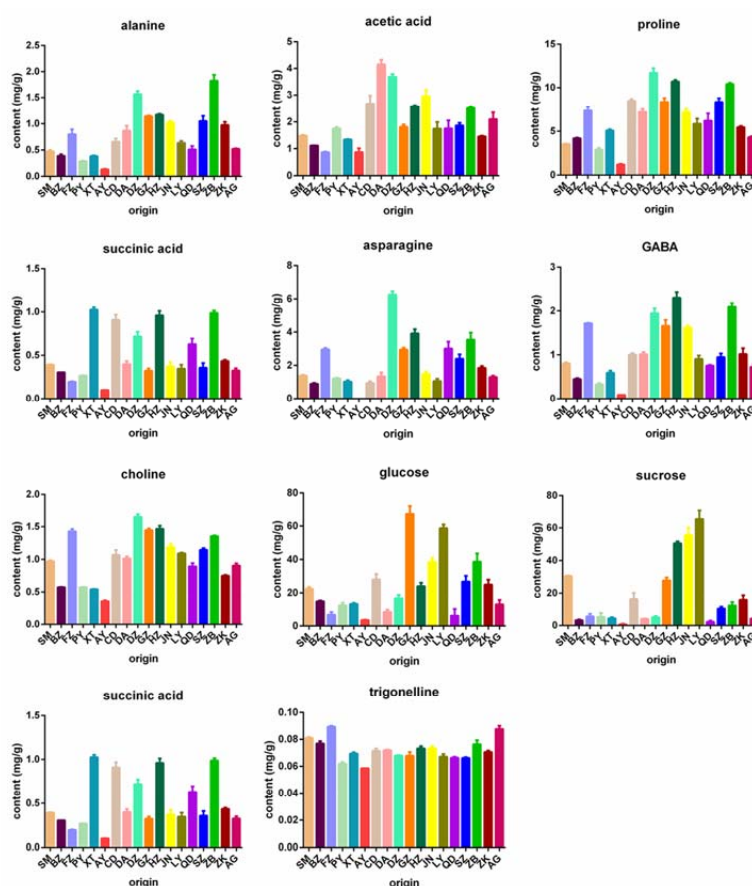 alanine
content (mg/g)
2.5
2.0
1.5
1.0
0.5
0.0
SM BZ FZ PY XT AY CD DA DZ GZ HZ JN LY QD SZ ZB ZK AG
origin
acetic acid
content (mg/g)
5
4
3
2
1
0
SM BZ FZ PY XT AY CD DA DZ GZ HZ JN LY QD SZ ZB ZK AG
origin
proline
content (mg/g)
15
10
5
0
SM BZ FZ PY XT AY CD DA DZ GZ HZ JN LY QD SZ ZB ZK AG
origin
succinic acid
content (mg/g)
1.5
1.0
0.5
0.0
SM BZ FZ PY XT AY CD DA DZ GZ HZ JN LY QD SZ ZB ZK AG
origin
asparagine
content (mg/g)
8
6
4
2
0
SM BZ FZ PY XT AY CD DA DZ GZ HZ JN LY QD SZ ZB ZK AG
origin
GABA
content (mg/g)
3
2
1
0
SM BZ FZ PY XT AY CD DA DZ GZ HZ JN LY QD SZ ZB ZK AG
origin
choline
content (mg/g)
2.0
1.5
1.0
0.5
0.0
SM BZ FZ PY XT AY CD DA DZ GZ HZ JN LY QD SZ ZB ZK AG
origin
glucose
content (mg/g)
80
60
40
20
0
SM BZ FZ PY XT AY CD DA DZ GZ HZ JN LY QD SZ ZB ZK AG
origin
sucrose
content (mg/g)
80
60
40
20
0
SM BZ FZ PY XT AY CD DA DZ GZ HZ JN LY QD SZ ZB ZK AG
origin
succinic acid
content (mg/g)
1.5
1.0
0.5
0.0
SM BZ FZ PY XT AY CD DA DZ GZ HZ JN LY QD SZ ZB ZK AG
origin
trigonelline
content (mg/g)
0.10
0.08
0.06
0.04
0.02
0.00
SM BZ FZ PY XT AY CD DA DZ GZ HZ JN LY QD SZ ZB ZK AG
origin